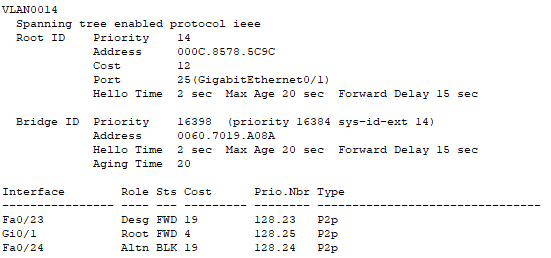 VLAN0014
  Spanning tree enabled protocol ieee
  Root ID    Priority    14
             Address     000C.8578.5C9C
             Cost        12
             Port        25(GigabitEthernet0/1)
             Hello Time  2 sec  Max Age 20 sec  Forward Delay 15 sec

  Bridge ID  Priority    16398  (priority 16384 sys-id-ext 14)
             Address     0060.7019.A08A
             Hello Time  2 sec  Max Age 20 sec  Forward Delay 15 sec
             Aging Time  20

Interface        Role Sts Cost      Prio.Nbr Type
---------------- ---- --- --------- -------- --------------------------------
Fa0/23           Desg FWD 19        128.23   P2p
Gi0/1            Root FWD 4         128.25   P2p
Fa0/24           Altn BLK 19        128.24   P2p